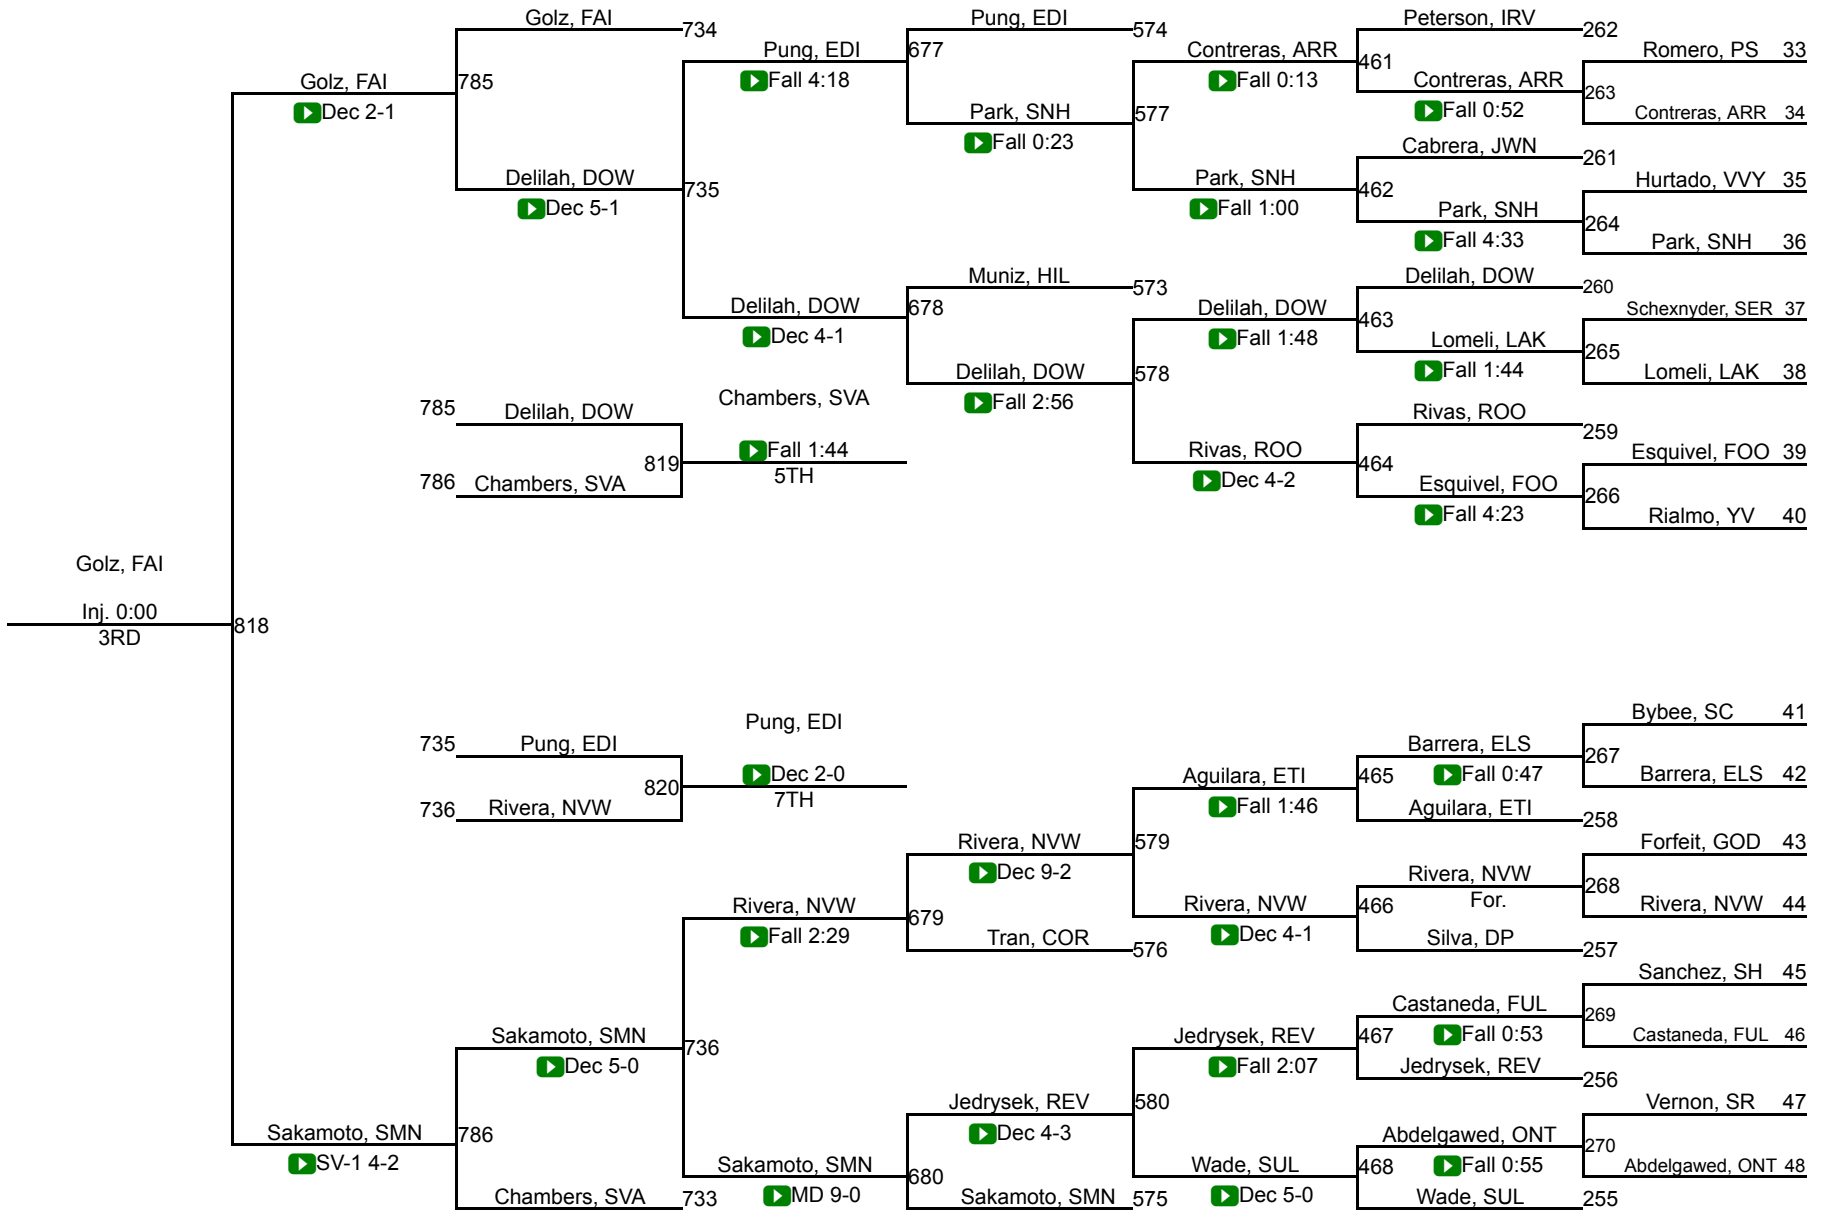 Golz, FAI
734
Pung, EDI
574
Peterson, IRV
262
Romero, PS 33
Pung, EDI
677
Contreras, ARR
461
Fall 4:18
Fall 0:13
Contreras, ARR
263
Golz, FAI
785
Dec 2-1
Fall 0:52
Contreras, ARR 34
Park, SNH
577
Fall 0:23
Cabrera, JWN
261
Delilah, DOW
735
Park, SNH
462
Hurtado, VVY 35
Dec 5-1
Fall 1:00
Park, SNH
264
Fall 4:33
Park, SNH 36
Muniz, HIL
573
Delilah, DOW
260
Delilah, DOW
678
Delilah, DOW
463
Schexnyder, SER 37
Dec 4-1
Fall 1:48
Lomeli, LAK
265
Fall 1:44
Lomeli, LAK 38
Delilah, DOW
578
Fall 2:56
785
Delilah, DOW
Chambers, SVA
Rivas, ROO
259
Fall 1:44
819
5TH
786
Chambers, SVA
Rivas, ROO
464
Dec 4-2
Esquivel, FOO 39
Esquivel, FOO
266
Fall 4:23
Rialmo, YV 40
Golz, FAI
Inj. 0:00
818
3RD
Pung, EDI
Bybee, SC 41
735
Pung, EDI
Barrera, ELS
267
Dec 2-0
820
7TH
Aguilara, ETI
465
Fall 0:47
Barrera, ELS 42
736
Rivera, NVW
Fall 1:46
Aguilara, ETI
258
Rivera, NVW
579
Dec 9-2
Forfeit, GOD 43
Rivera, NVW
268
For.
Rivera, NVW
679
Fall 2:29
Rivera, NVW
466
Dec 4-1
Rivera, NVW 44
Tran, COR
576
Silva, DP
257
Sanchez, SH 45
Castaneda, FUL
269
Sakamoto, SMN
736
Dec 5-0
Jedrysek, REV
467
Fall 2:07
Fall 0:53
Castaneda, FUL 46
Jedrysek, REV
256
Jedrysek, REV
580
Dec 4-3
Vernon, SR 47
Sakamoto, SMN
786
SV-1 4-2
Abdelgawed, ONT
270
Sakamoto, SMN
680
MD 9-0
Wade, SUL
468
Dec 5-0
Fall 0:55
Abdelgawed, ONT 48
Chambers, SVA
733
Sakamoto, SMN
575
Wade, SUL
255